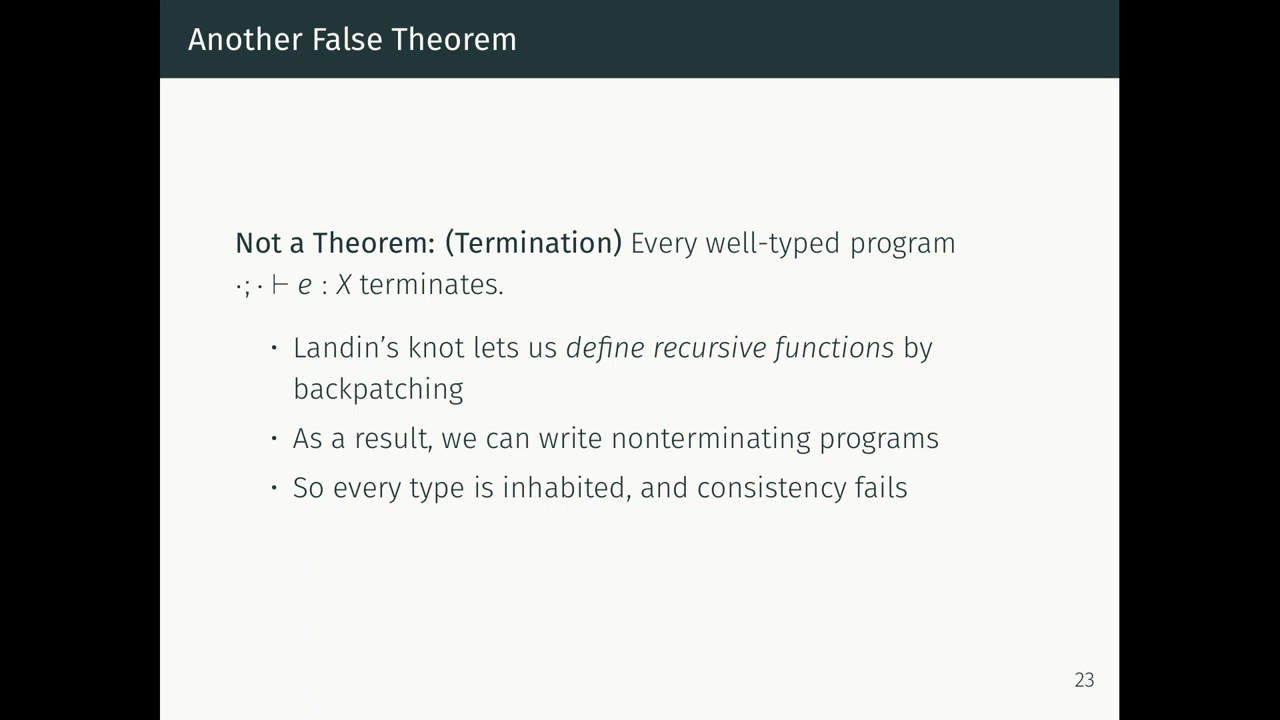 Another False Theorem
Not a Theorem: (Termination) Every well-typed program
·; · ⊢ e : X terminates.
· Landin’s knot lets us define recursive functions by
backpatching
· As a result, we can write nonterminating programs
· So every type is inhabited, and consistency fails
23